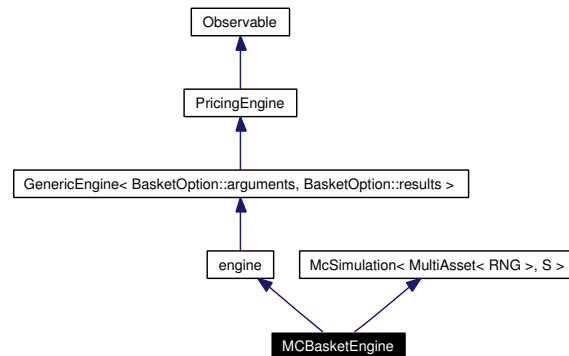 Observable
PricingEngine
GenericEngine< BasketOption::arguments, BasketOption::results >
engine
McSimulation< MultiAsset< RNG >, S >
MCBasketEngine